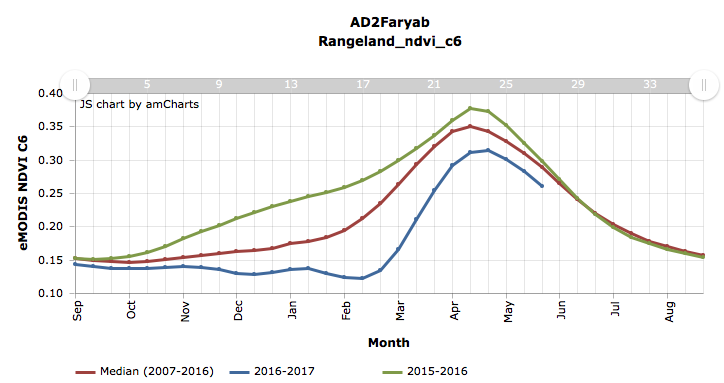 AD2Faryab
Rangeland_ndvi_c6
5 9 13 17 21 25 29 33
JS chart by amCharts
0.40
0.35
0.30
0.25
0.20
0.15
0.10
eMODIS NDVI C6
Sep Oct Nov Dec Jan Feb Mar Apr May Jun Jul Aug
Month
Median (2007-2016) 2016-2017 2015-2016